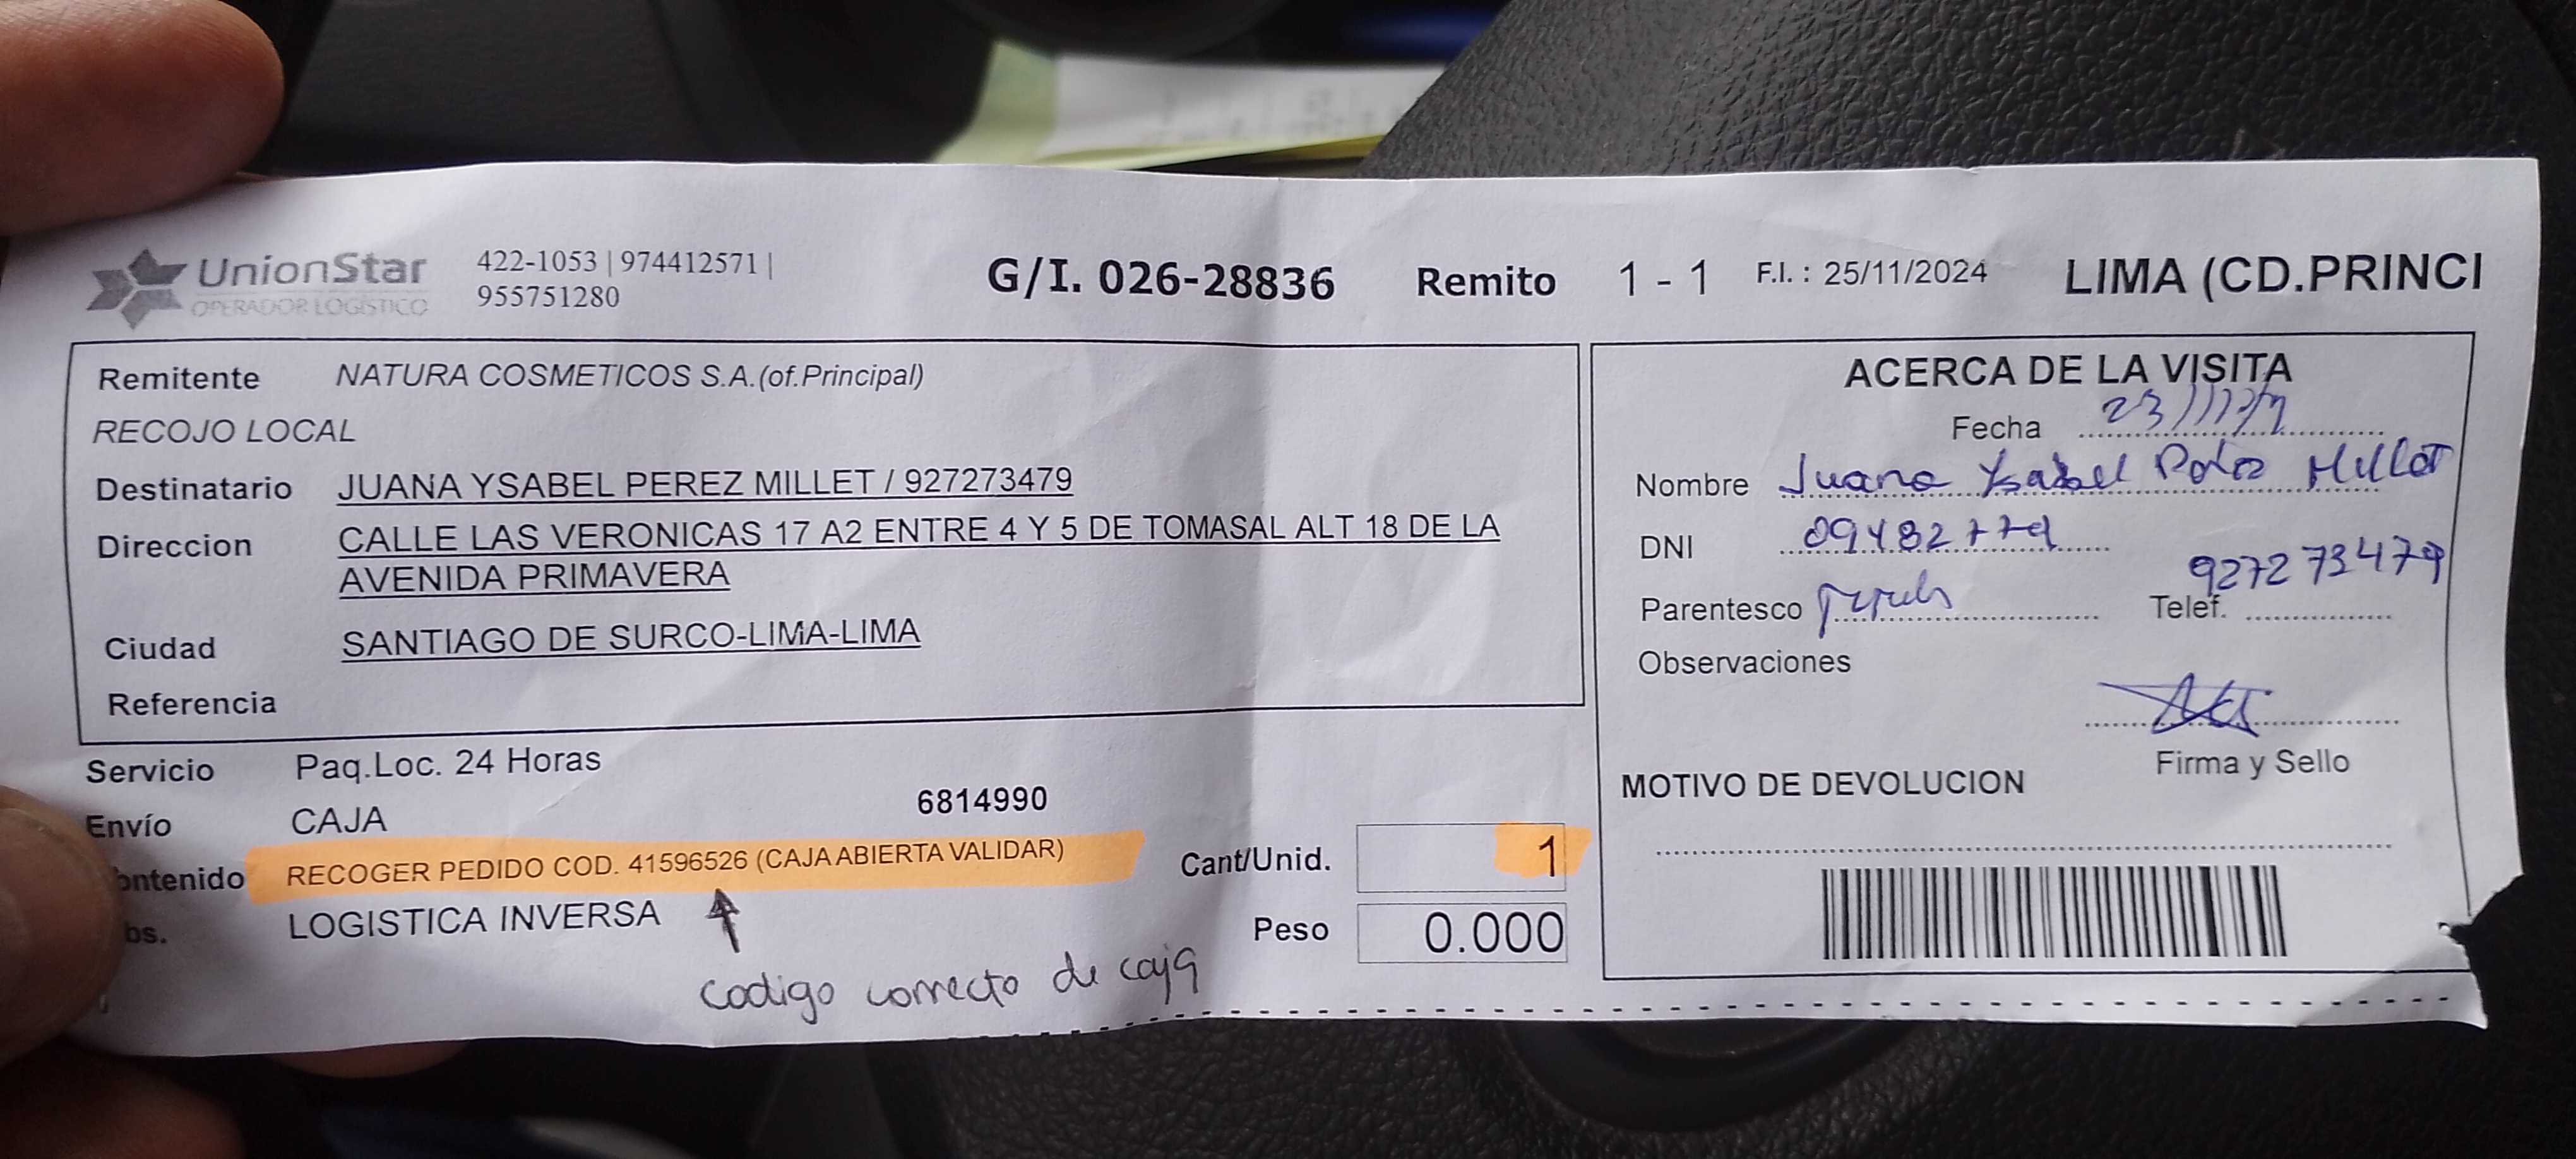 UnionStar
OPERADOR LOGÍSTICO
422-1053 | 974412571 |
955751280
G/I. 026-28836 Remito 1 - 1 F.I. : 25/11/2024 LIMA (CD.PRINCI
Remitente NATURA COSMETICOS S.A.(of.Principal)
RECOJO LOCAL
Destinatario JUANA YSABEL PEREZ MILLET / 927273479
Direccion CALLE LAS VERONICAS 17 A2 ENTRE 4 Y 5 DE TOMASAL ALT 18 DE LA
AVENIDA PRIMAVERA
Ciudad SANTIAGO DE SURCO-LIMA-LIMA
Referencia
Servicio Paq.Loc. 24 Horas
6814990
Envío CAJA
ontenido RECOGER PEDIDO COD. 41596526 (CAJA ABIERTA VALIDAR)
bs. LOGISTICA INVERSA
codigo correcto de caja
Cant/Unid. 1
Peso 0.000
ACERCA DE LA VISITA
Fecha
Nombre Juana Ysabel Millet
DNI
Parentesco
Telef. 927273479
Observaciones
Firma y Sello
MOTIVO DE DEVOLUCION